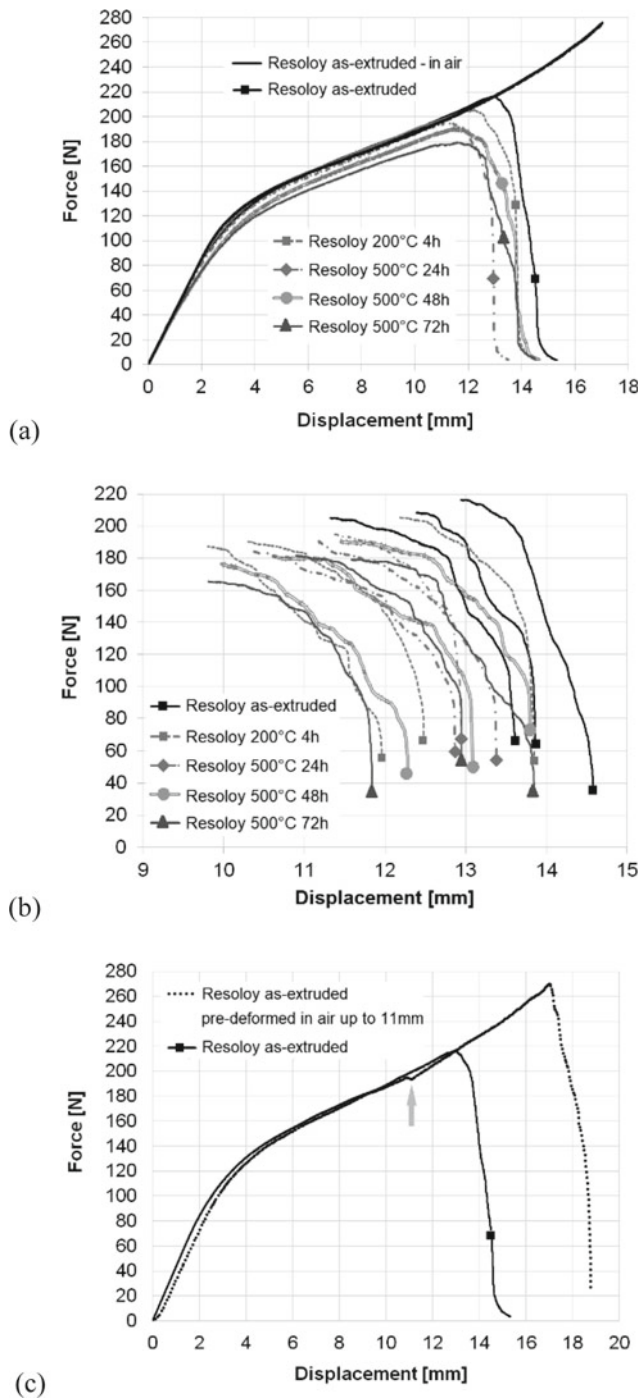 280
260
240
220
200
180
160
140
120
100
80
60
40
20
0
Force [N]
Resoloy as-extruded - in air
Resoloy as-extruded
Resoloy 200°C 4h
Resoloy 500°C 24h
Resoloy 500°C 48h
Resoloy 500°C 72h
0 2 4 6 8 10 12 14 16 18
Displacement [mm]
(a)
220
200
180
160
140
120
100
80
60
40
20
0
Force [N]
Resoloy as-extruded
Resoloy 200°C 4h
Resoloy 500°C 24h
Resoloy 500°C 48h
Resoloy 500°C 72h
9 10 11 12 13 14 15
Displacement [mm]
(b)
280
260
240
220
200
180
160
140
120
100
80
60
40
20
0
Force [N]
Resoloy as-extruded
pre-deformed in air up to 11mm
Resoloy as-extruded
0 2 4 6 8 10 12 14 16 18 20
Displacement [mm]
(c)